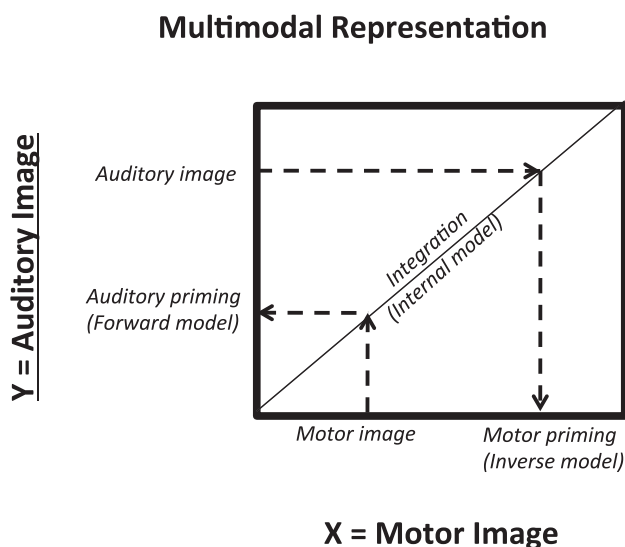 Multimodal Representation
Y = Auditory Image
Auditory image
Integration
(Internal model)
Auditory priming
(Forward model)
Motor image
Motor priming
(Inverse model)
X = Motor Image